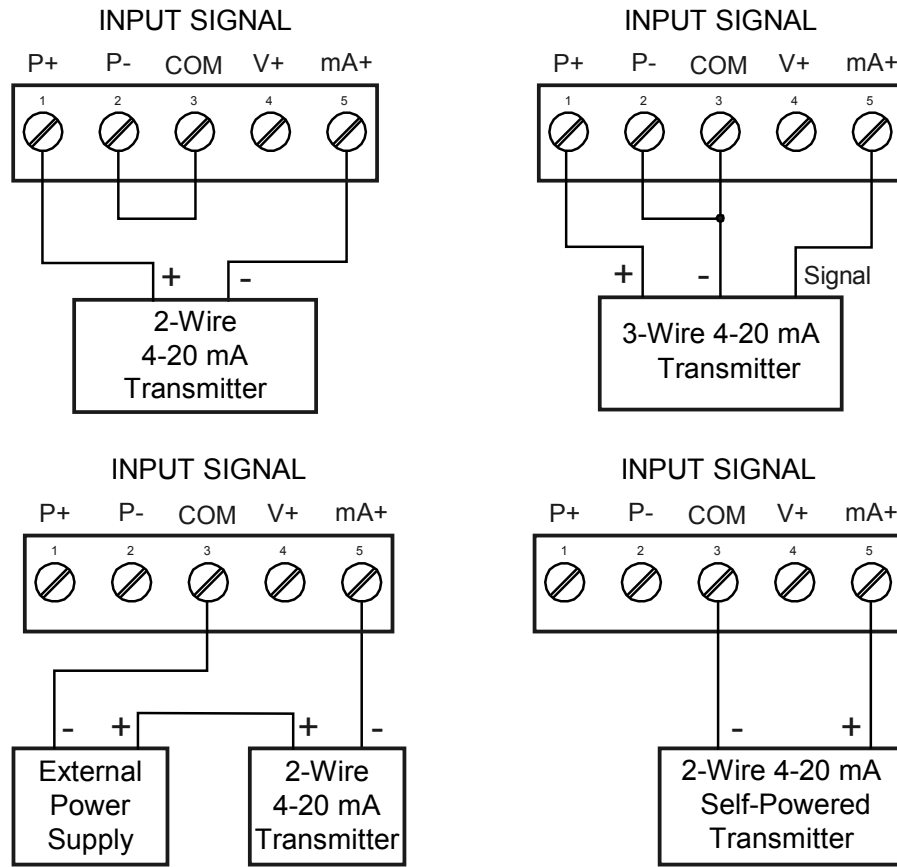 INPUT SIGNAL
P+ P- COM V+ mA+
1 2 3 4 5
+ -
2-Wire
4-20 mA
Transmitter
INPUT SIGNAL
P+ P- COM V+ mA+
1 2 3 4 5
+ - Signal
3-Wire 4-20 mA
Transmitter
INPUT SIGNAL
P+ P- COM V+ mA+
1 2 3 4 5
- + + -
External
Power
Supply
2-Wire
4-20 mA
Transmitter
INPUT SIGNAL
P+ P- COM V+ mA+
1 2 3 4 5
- +
2-Wire 4-20 mA
Self-Powered
Transmitter